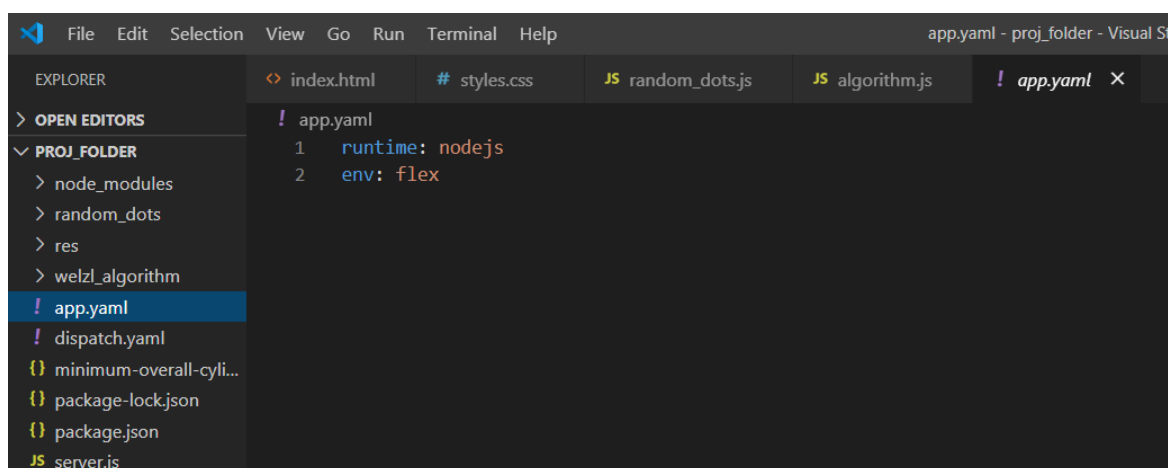 File Edit Selection View Go Run Terminal Help app.yaml - proj_folder - Visual
EXPLORER
<> index.html # styles.css JS random_dots.js JS algorithm.js ! app.yaml ×
> OPEN EDITORS
! app.yaml
PROJ_FOLDER
1 runtime: nodejs
2 env: flex
> node_modules
> random_dots
> res
> welzl_algorithm
! app.yaml
! dispatch.yaml
{} minimum-overall-cyli...
{} package-lock.json
{} package.json
JS server.js